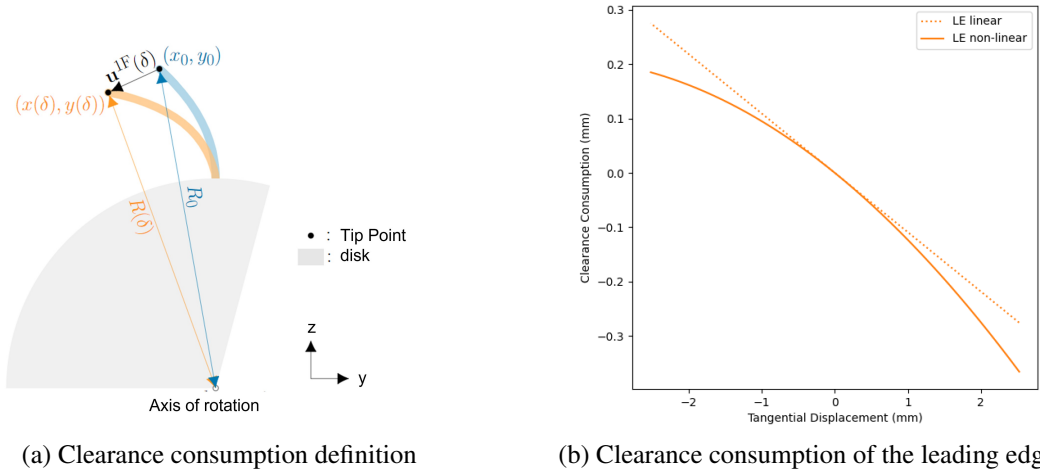 u^{1F}(δ)
(x_0, y_0)
(x(δ), y(δ))
R_0
R(δ)
: Tip Point
: disk
z
y
Axis of rotation
(a) Clearance consumption definition
LE linear
LE non-linear
Clearance Consumption (mm)
0.3
0.2
0.1
0.0
−0.1
−0.2
−0.3
−2
−1
0
1
2
Tangential Displacement (mm)
(b) Clearance consumption of the leading edg